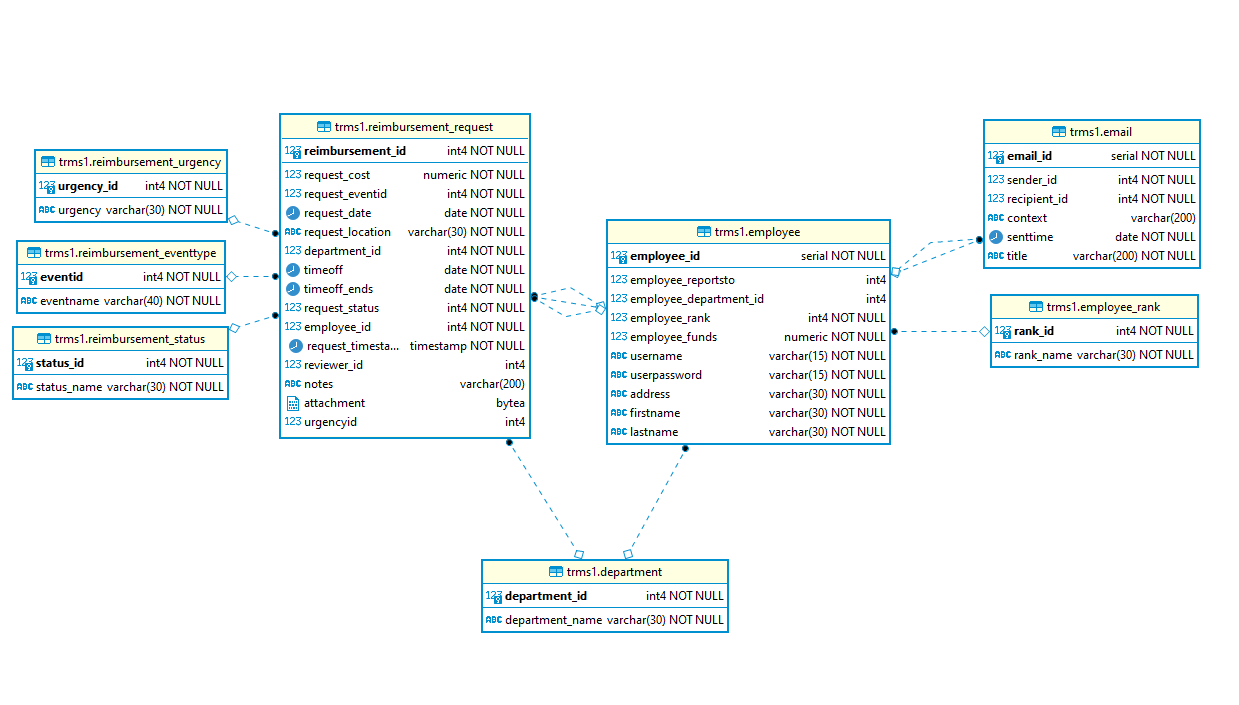 trms1.reimbursement_urgency
123 urgency_id int4 NOT NULL
ABC urgency varchar(30) NOT NULL
trms1.reimbursement_eventtype
123 eventid int4 NOT NULL
ABC eventname varchar(40) NOT NULL
trms1.reimbursement_status
123 status_id int4 NOT NULL
ABC status_name varchar(30) NOT NULL
trms1.reimbursement_request
123 reimbursement_id int4 NOT NULL
123 request_cost numeric NOT NULL
123 request_eventid int4 NOT NULL
request_date date NOT NULL
ABC request_location varchar(30) NOT NULL
123 department_id int4 NOT NULL
timeoff date NOT NULL
timeoff_ends date NOT NULL
123 request_status int4 NOT NULL
123 employee_id int4 NOT NULL
request_timesta... timestamp NOT NULL
123 reviewer_id int4
ABC notes varchar(200)
attachment bytea
123 urgencyid int4
trms1.employee
123 employee_id serial NOT NULL
123 employee_reportsto int4
123 employee_department_id int4
123 employee_rank int4 NOT NULL
123 employee_funds numeric NOT NULL
ABC username varchar(15) NOT NULL
ABC userpassword varchar(15) NOT NULL
ABC address varchar(30) NOT NULL
ABC firstname varchar(30) NOT NULL
ABC lastname varchar(30) NOT NULL
trms1.email
123 email_id serial NOT NULL
123 sender_id int4 NOT NULL
123 recipient_id int4 NOT NULL
ABC context varchar(200)
senttime date NOT NULL
ABC title varchar(200) NOT NULL
trms1.employee_rank
123 rank_id int4 NOT NULL
ABC rank_name varchar(30) NOT NULL
trms1.department
123 department_id int4 NOT NULL
ABC department_name varchar(30) NOT NULL